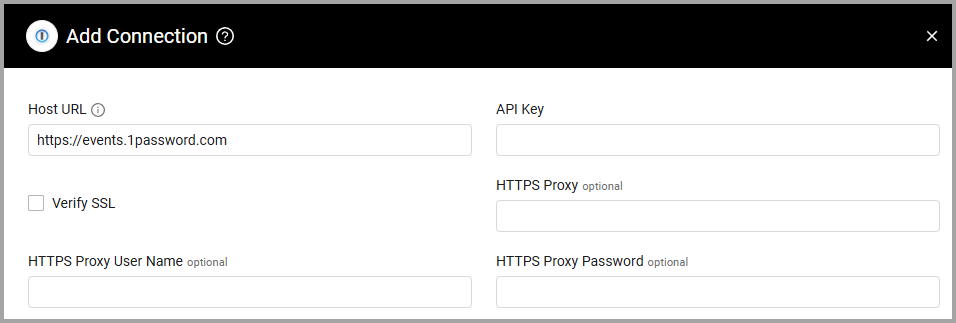 Add Connection ?
Host URL
API Key
https://events.1password.com
Verify SSL
HTTPS Proxy optional
HTTPS Proxy User Name optional
HTTPS Proxy Password optional